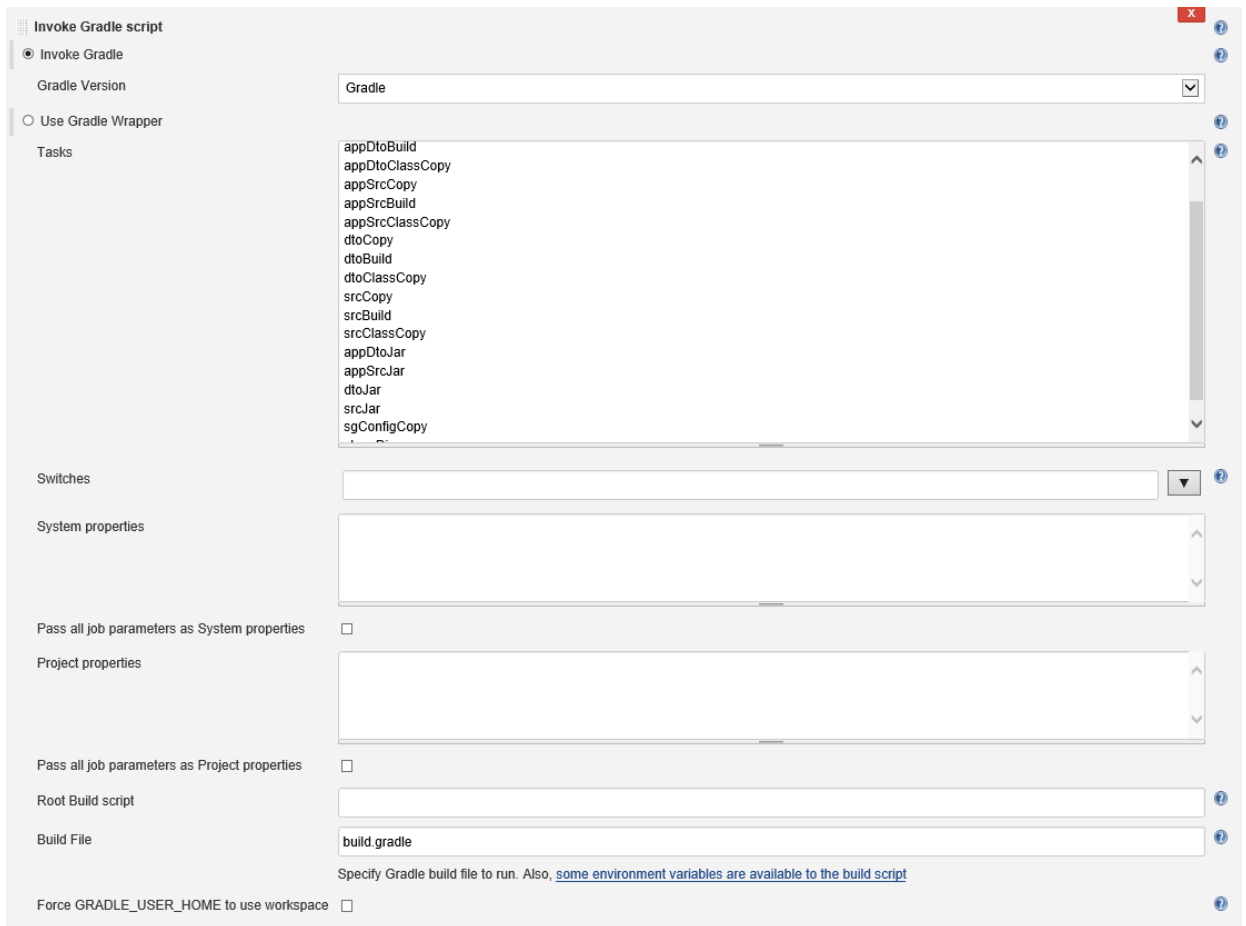 Invoke Gradle script
X
Invoke Gradle
Gradle Version
Gradle
Use Gradle Wrapper
Tasks
appDtoBuild
appDtoClassCopy
appSrcCopy
appSrcBuild
appSrcClassCopy
dtoCopy
dtoBuild
dtoClassCopy
srcCopy
srcBuild
srcClassCopy
appDtoJar
appSrcJar
dtoJar
srcJar
sgConfigCopy
Switches
System properties
Pass all job parameters as System properties
Project properties
Pass all job parameters as Project properties
Root Build script
Build File
build.gradle
Specify Gradle build file to run. Also, some environment variables are available to the build script
Force GRADLE_USER_HOME to use workspace